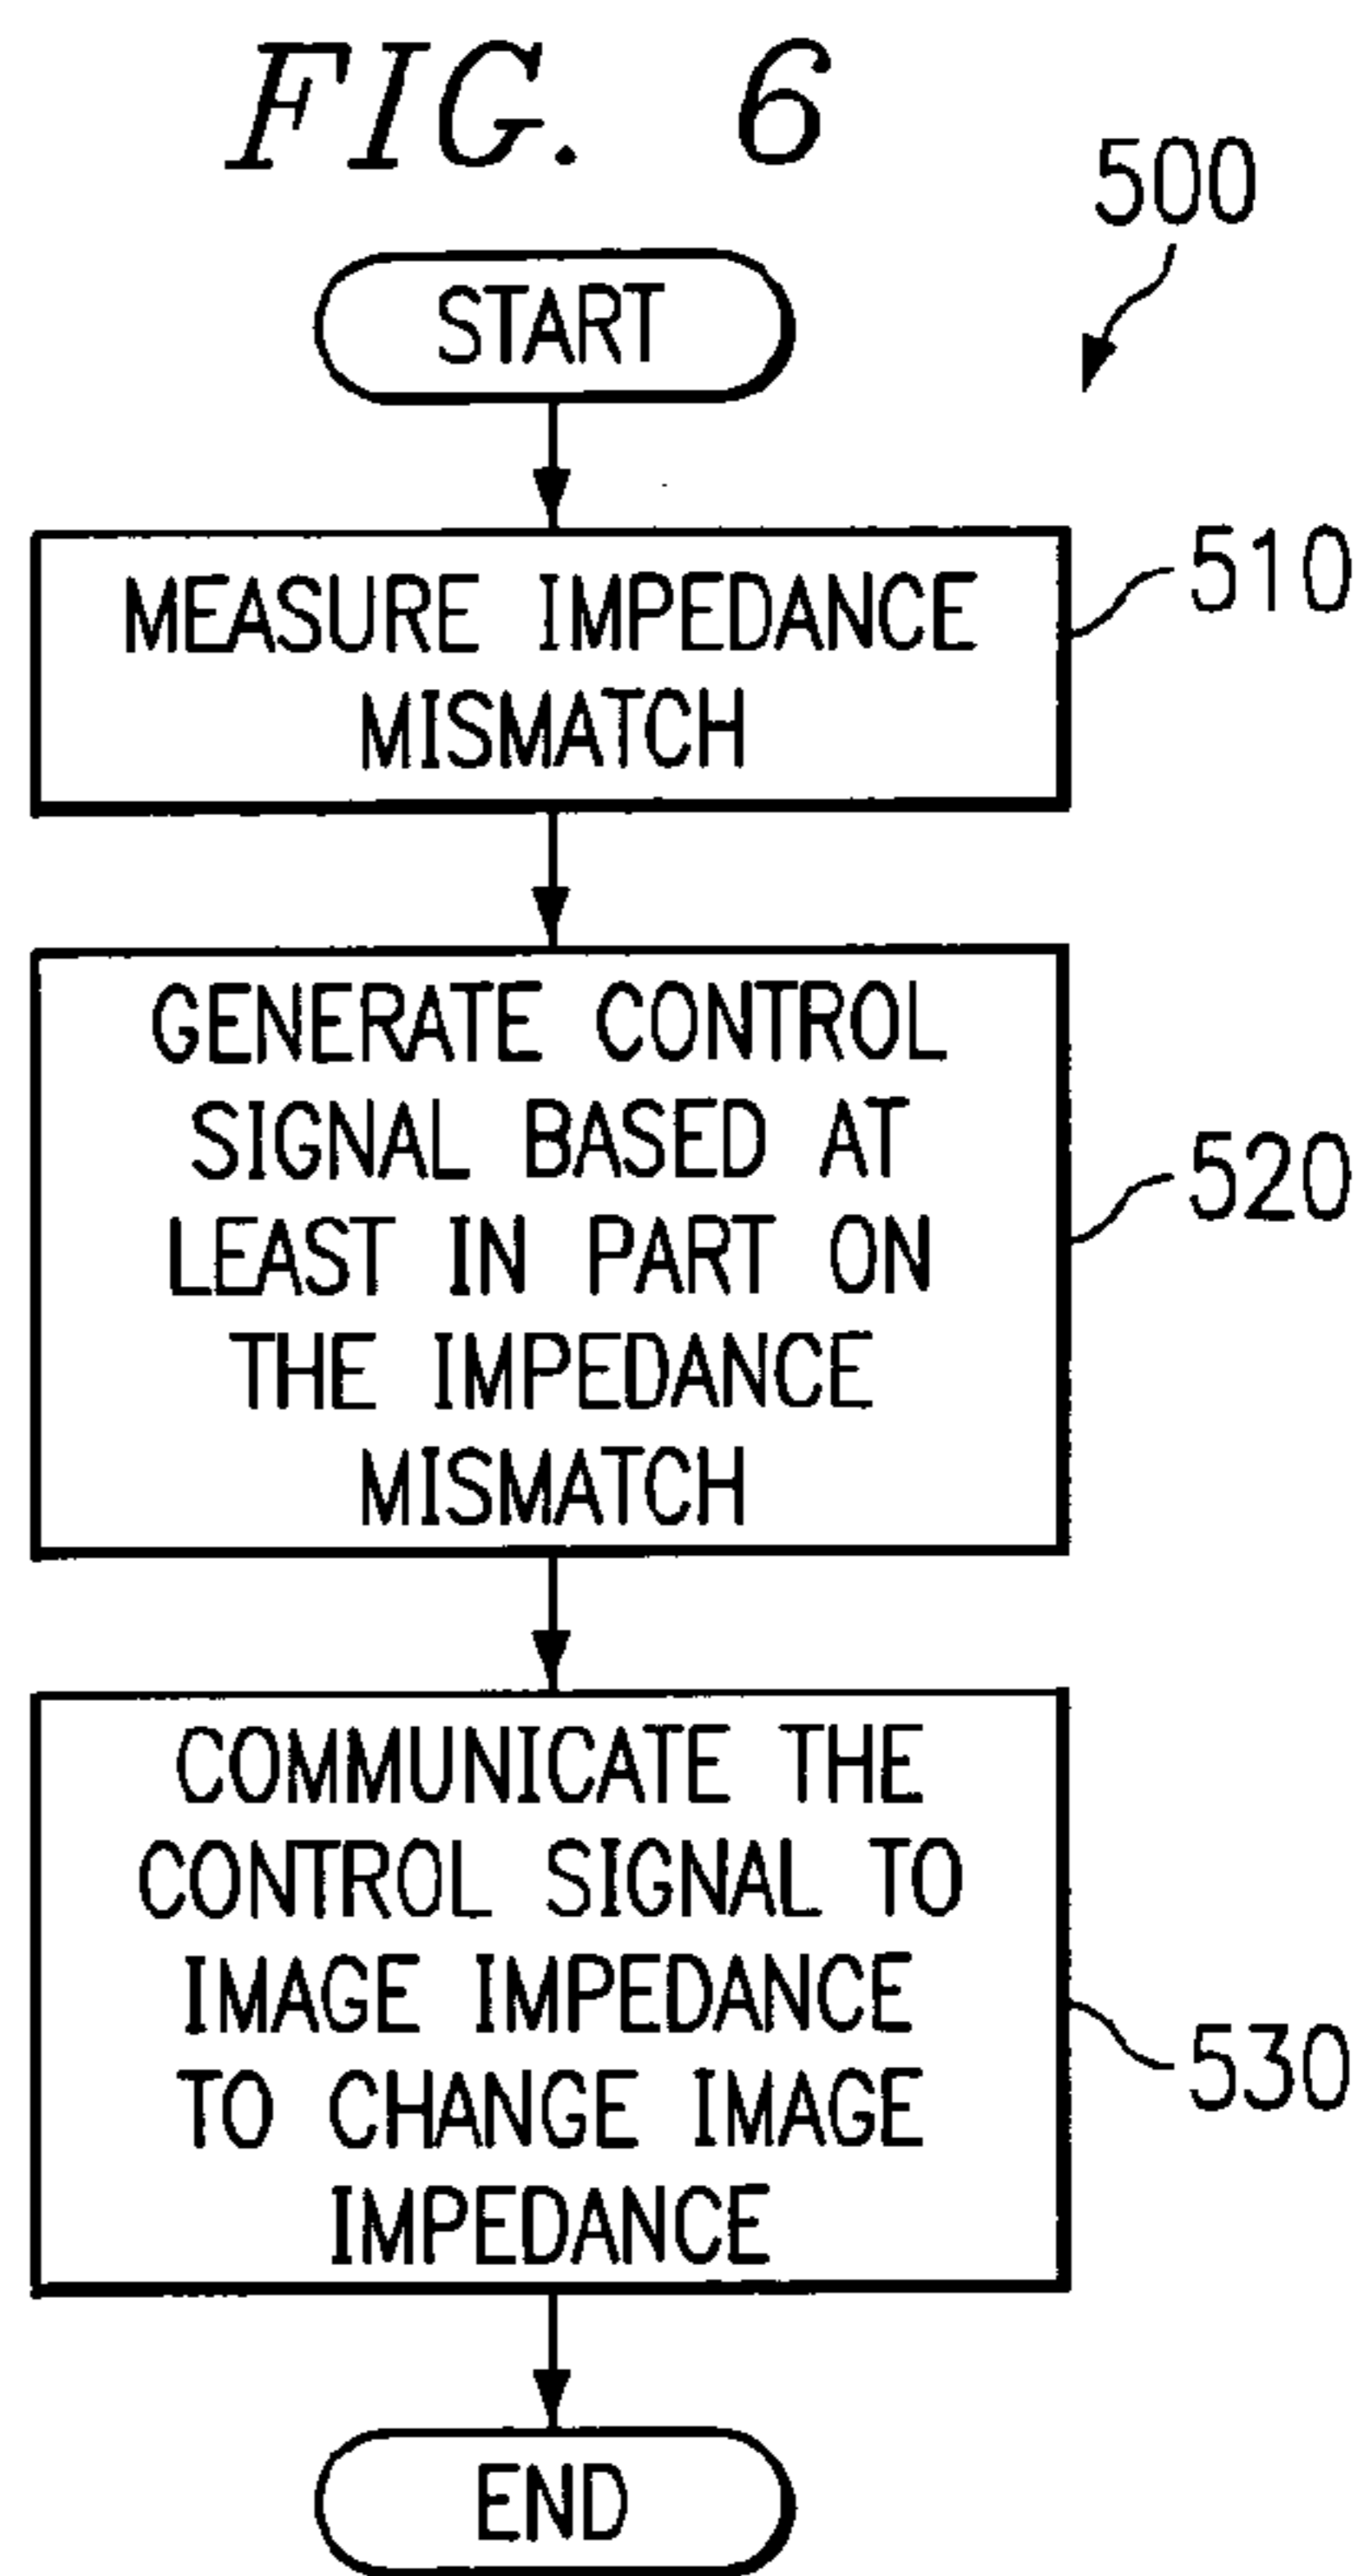 FIG. 6
500
START
MEASURE IMPEDANCE
MISMATCH
510
GENERATE CONTROL
SIGNAL BASED AT
LEAST IN PART ON
THE IMPEDANCE
MISMATCH
520
COMMUNICATE THE
CONTROL SIGNAL TO
IMAGE IMPEDANCE
TO CHANGE IMAGE
IMPEDANCE
530
END